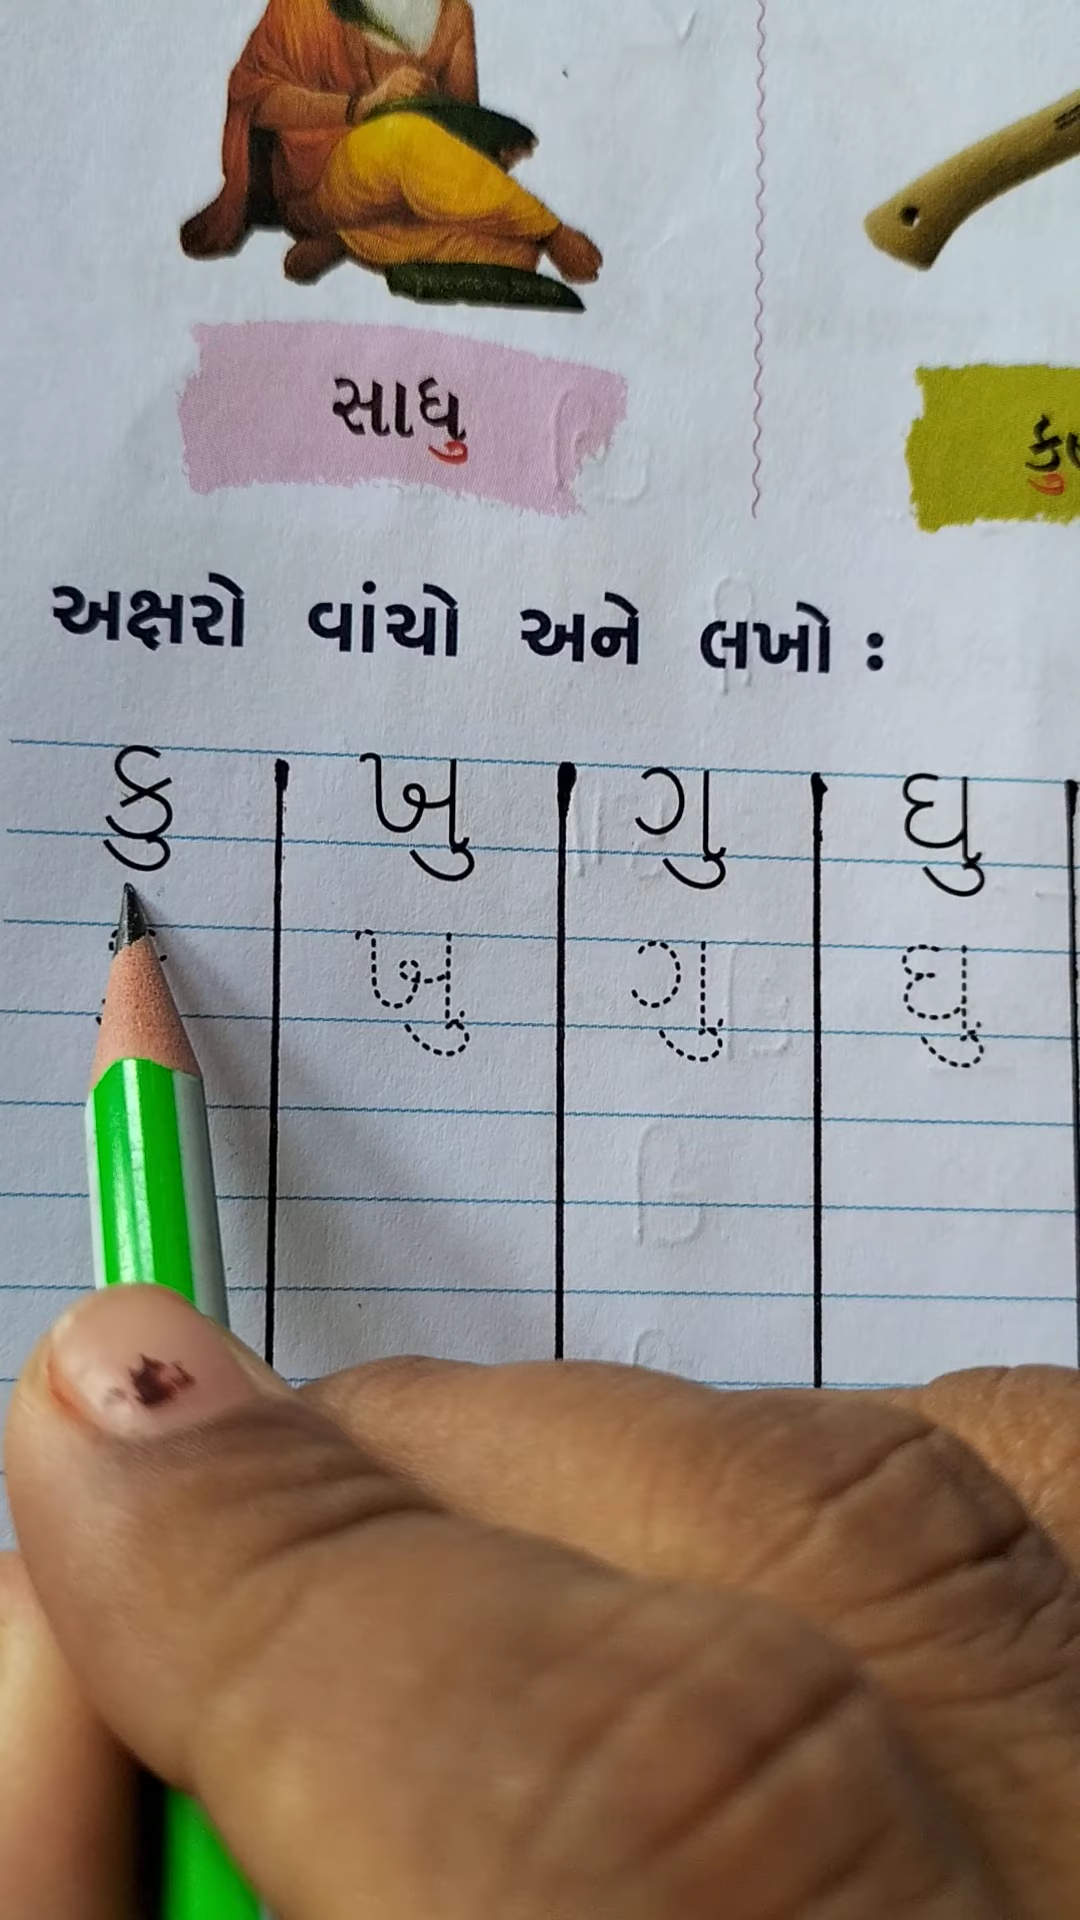 સાધુ
અક્ષરો વાંચો અને લખો :
કુ ખુ ગુ ઘુ
ખુ ગુ ઘુ